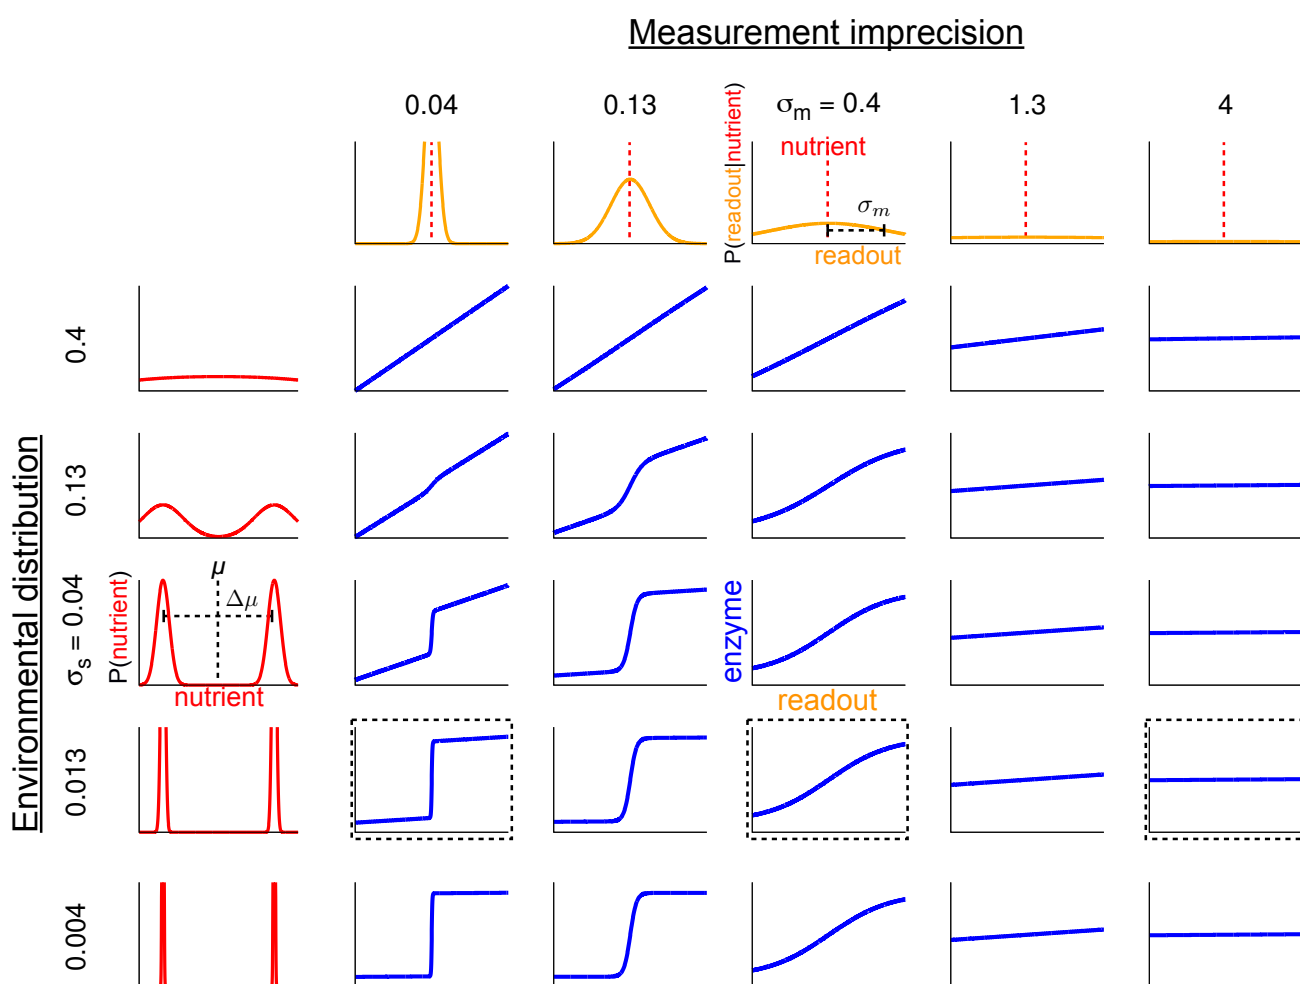 Measurement imprecision
0.04
0.13
σm = 0.4
1.3
4
P(readout|nutrient)
nutrient
σm
readout
Environmental distribution
0.4
0.13
σs = 0.04
P(nutrient)
μ
Δμ
nutrient
enzyme
readout
0.013
0.004